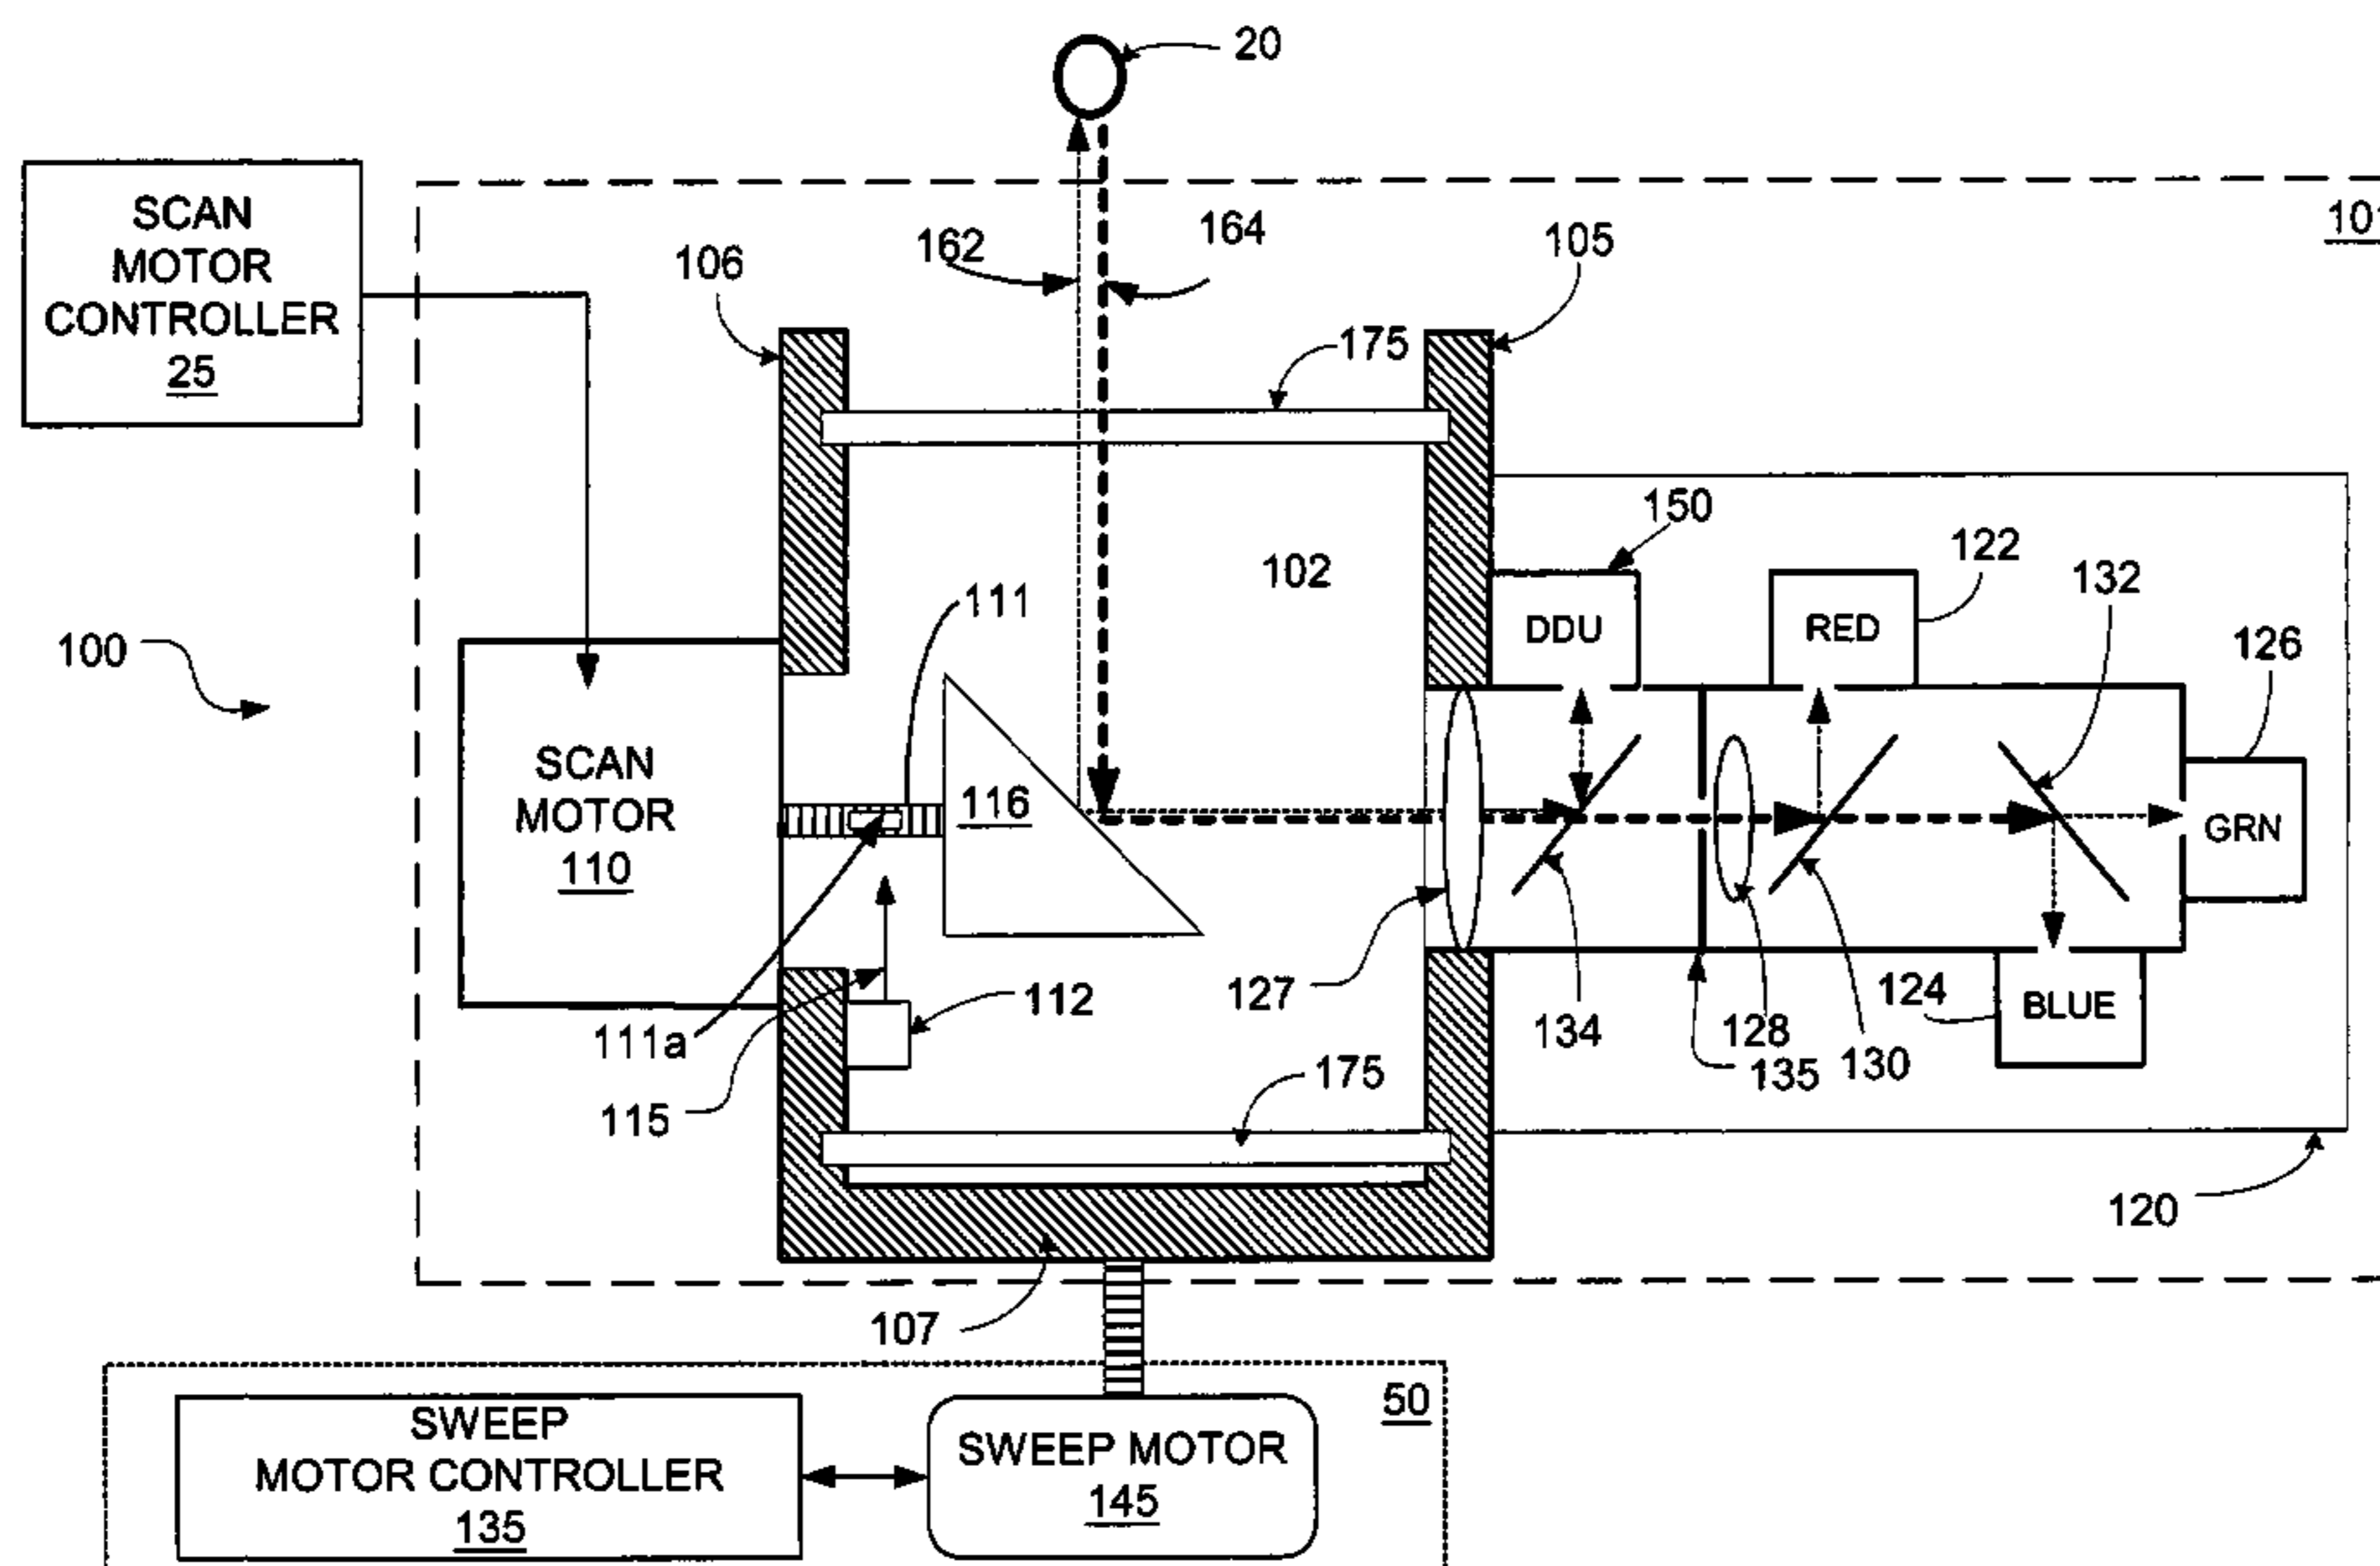 20
SCAN
MOTOR
CONTROLLER
25
101
162
164
106
105
175
150
122
132
126
102
111
DDU
RED
100
SCAN
MOTOR
110
116
GRN
127
134
128
130
135
124
BLUE
111a
112
115
175
120
107
50
SWEEP
MOTOR CONTROLLER
135
SWEEP MOTOR
145